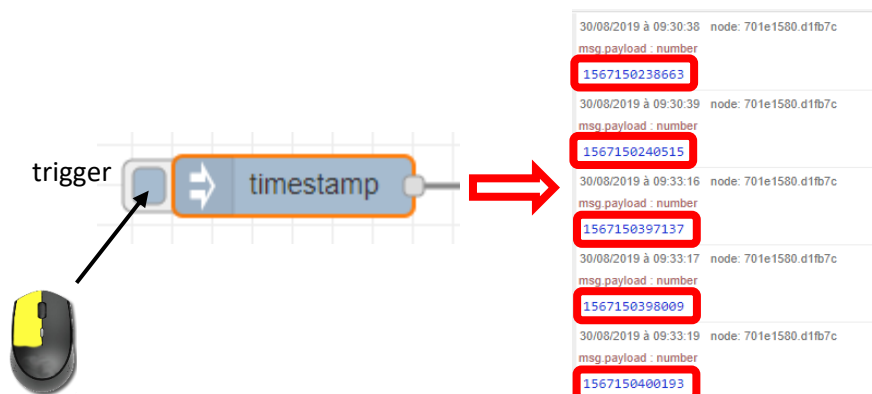 trigger
timestamp
30/08/2019 à 09:30:38 node: 701e1580.d1fb7c
msg.payload : number
1567150238663
30/08/2019 à 09:30:39 node: 701e1580.d1fb7c
msg.payload : number
1567150240515
30/08/2019 à 09:33:16 node: 701e1580.d1fb7c
msg.payload : number
1567150397137
30/08/2019 à 09:33:17 node: 701e1580.d1fb7c
msg.payload : number
1567150398009
30/08/2019 à 09:33:19 node: 701e1580.d1fb7c
msg.payload : number
1567150400193